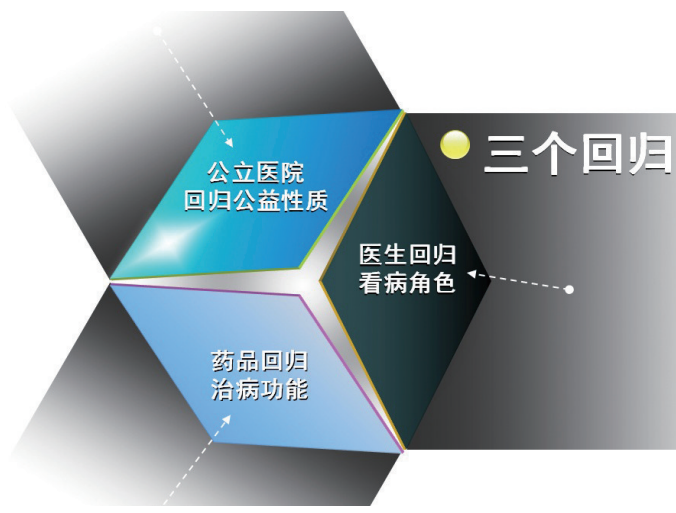 三个回归
公立医院
回归公益性质
医生回归
看病角色
药品回归
治病功能